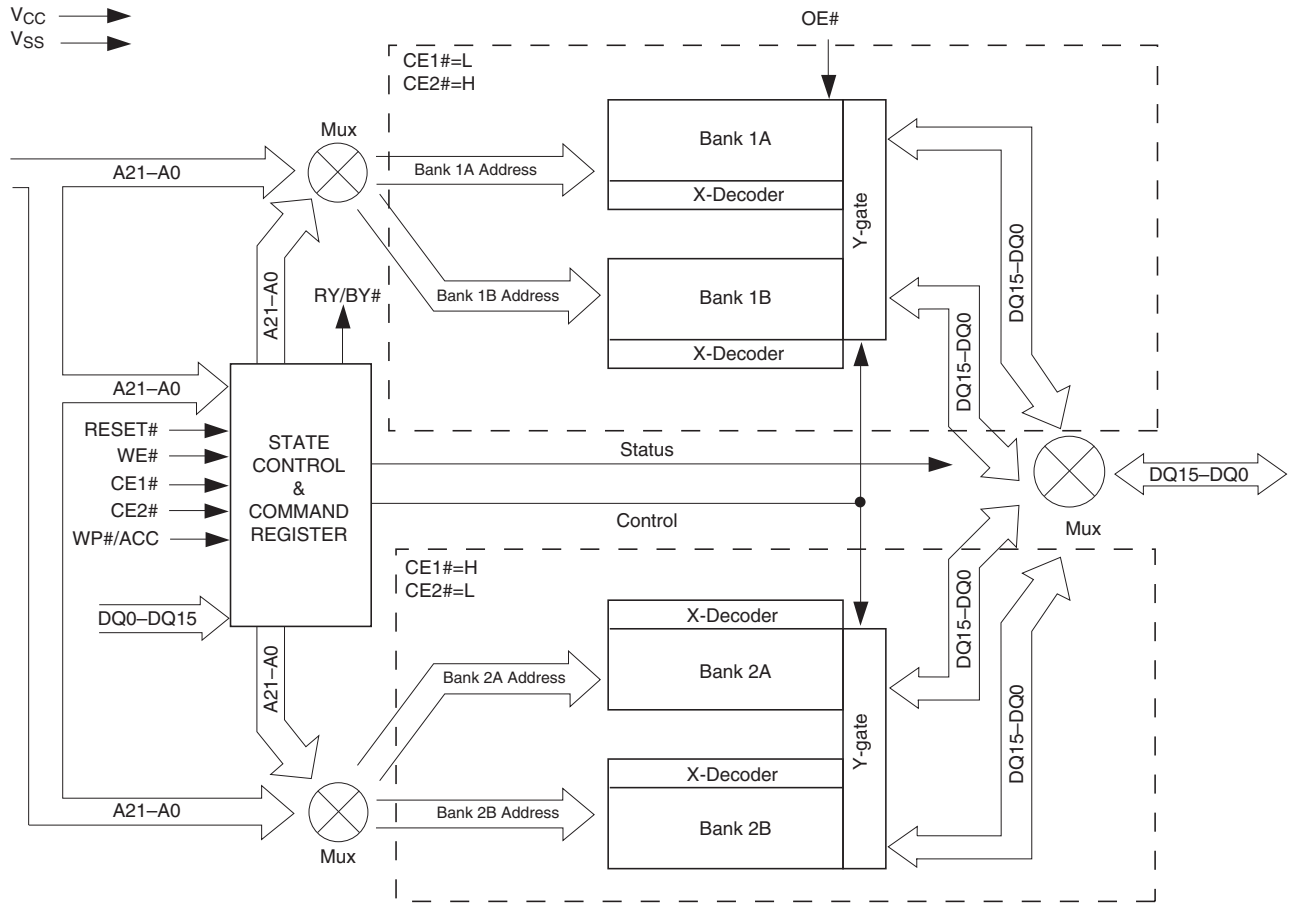 VCC
VSS
OE#
CE1#=L
CE2#=H
Mux
A21–A0
Bank 1A Address
Bank 1A
X-Decoder
Y-gate
DQ15–DQ0
A21–A0
RY/BY#
Bank 1B Address
Bank 1B
X-Decoder
DQ15–DQ0
A21–A0
RESET#
WE#
CE1#
CE2#
WP#/ACC
DQ0–DQ15
STATE
CONTROL
&
COMMAND
REGISTER
Status
Control
DQ15–DQ0
Mux
CE1#=H
CE2#=L
A21–A0
Bank 2A Address
X-Decoder
Bank 2A
Y-gate
DQ15–DQ0
DQ15–DQ0
A21–A0
Mux
Bank 2B Address
X-Decoder
Bank 2B